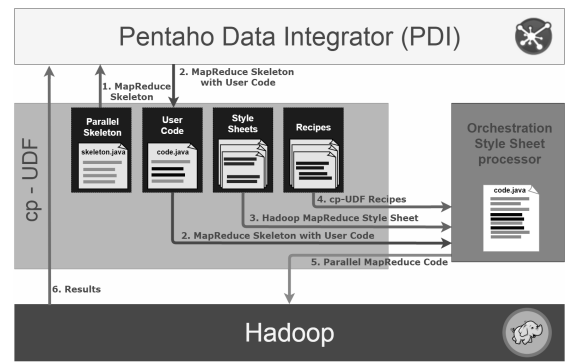 Pentaho Data Integrator (PDI)
1. MapReduce
Skeleton
2. MapReduce Skeleton
with User Code
cp - UDF
Parallel
Skeleton
skeleton.java
User
Code
code.java
Style
Sheets
Recipes
Orchestration
Style Sheet
processor
code.java
4. cp-UDF Recipes
3. Hadoop MapReduce Style Sheet
2. MapReduce Skeleton with User Code
5. Parallel MapReduce Code
6. Results
Hadoop